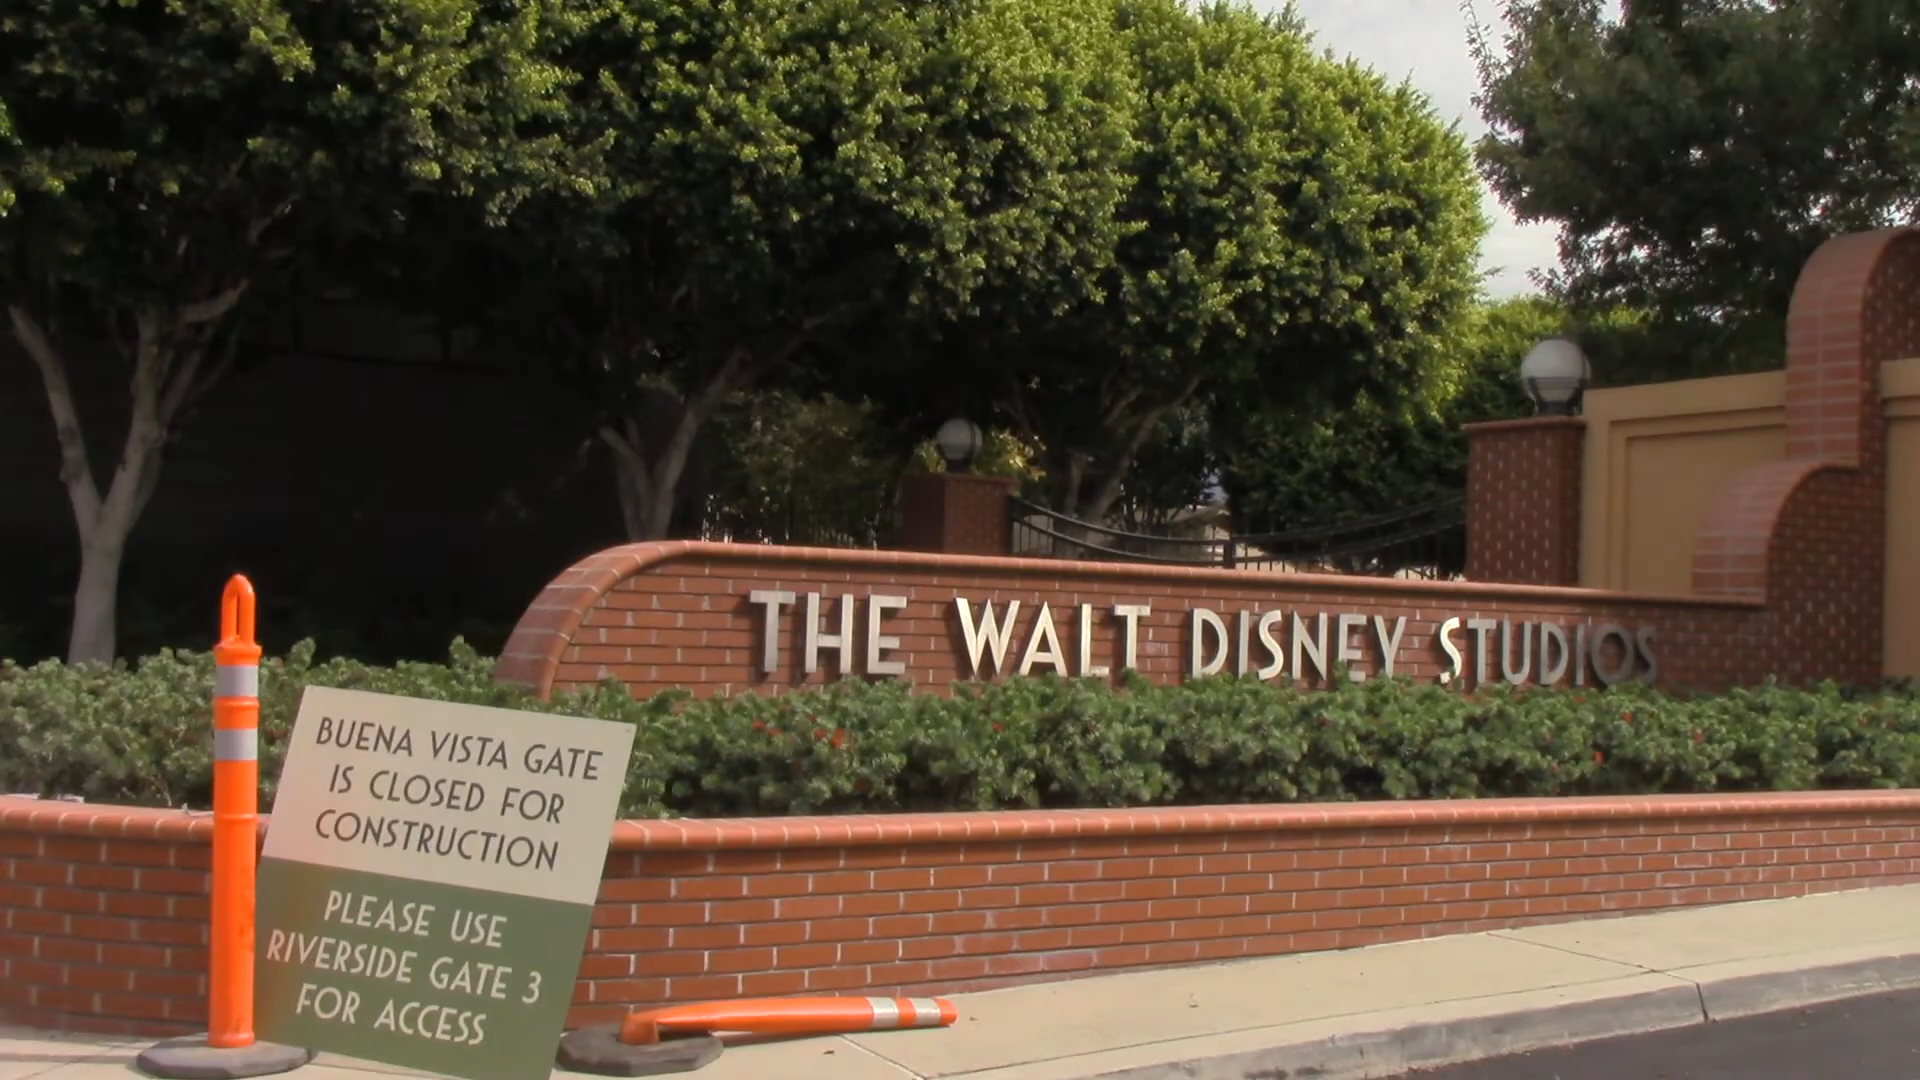 THE WALT DISNEY STUDIOS
BUENA VISTA GATE
IS CLOSED FOR
CONSTRUCTION
PLEASE USE
RIVERSIDE GATE 3
FOR ACCESS